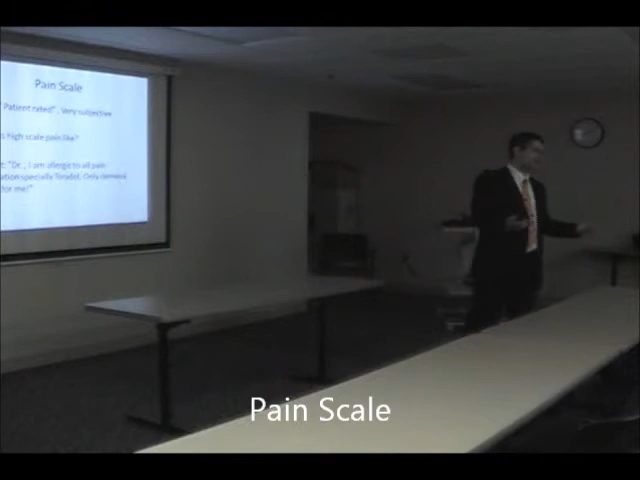 Pain Scale
Patient rated", Very subjective
s high scale pain like?
t: "Dr., I am allergic to all pain
ation specially Toradol. Only demerol
for me!"
Pain Scale